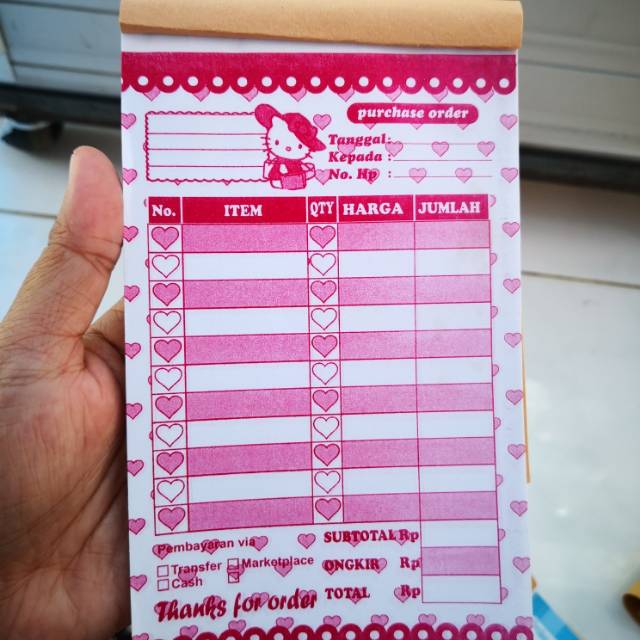 purchase order
Tanggal:
Kepada :
No. Hp :
No. ITEM QTY HARGA JUMLAH
Pembayaran via
Transfer Marketplace
Cash
SUBTOTAL Rp
ONGKIR Rp
TOTAL Rp
Thanks for order